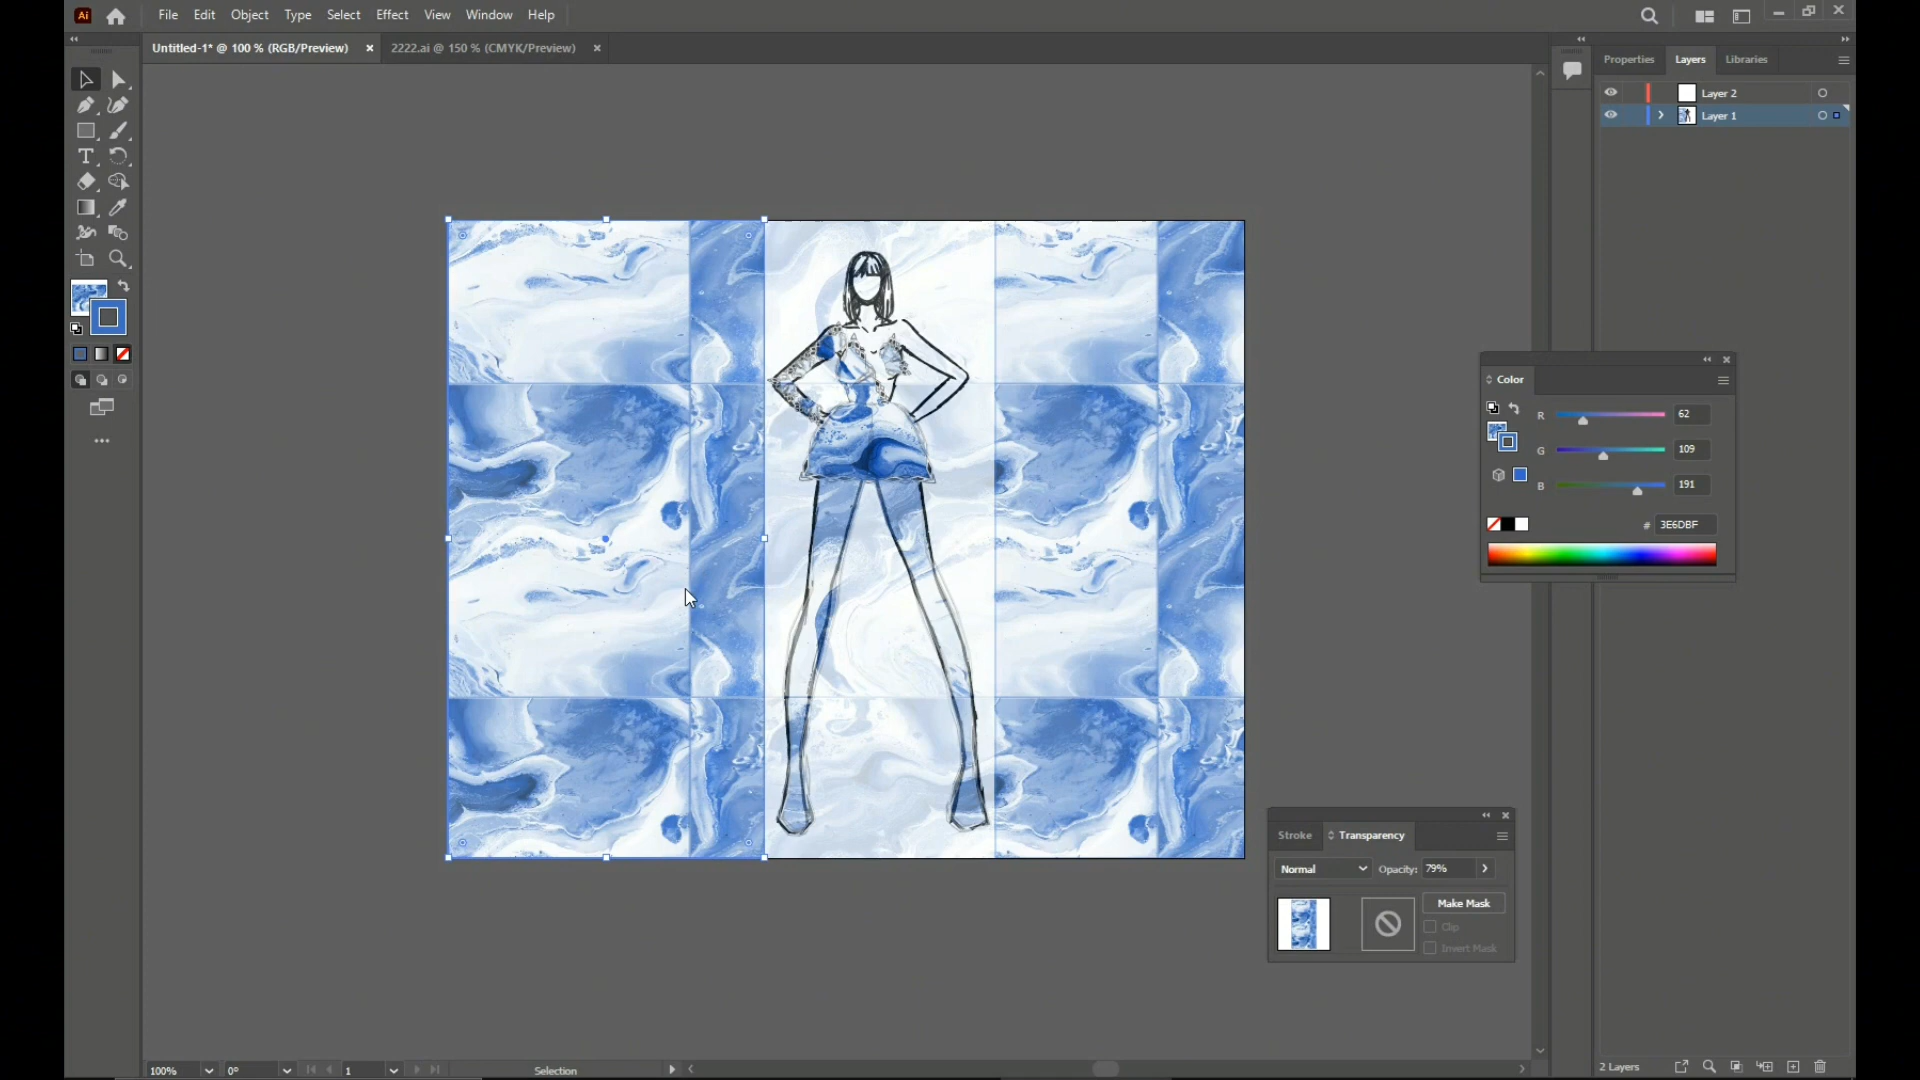 Ai File Edit Object Type Select Effect View Window Help
Untitled-1* @ 100 % (RGB/Preview) × 2222.ai @ 150 % (CMYK/Preview) ×
Properties Layers Libraries
Layer 2
Layer 1
T
Color
R 62
G 109
B 191
# 3E6DBF
Stroke Transparency
Normal Opacity: 79%
Make Mask
Clip
Invert Mask
100% 0° 1 Selection
2 Layers